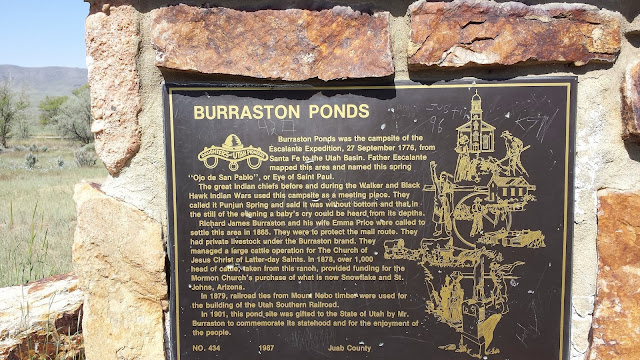 BURRASTON PONDS
DAUGHTERS OF UTAH PIONEERS
Burraston Ponds was the campsite of the
Escalante Expedition, 27 September 1776, from
Santa Fe to the Utah Basin. Father Escalante
mapped this area and named this spring
"Ojo de San Pablo", or Eye of Saint Paul.
The great indian chiefs before and during the Walker and Black
Hawk Indian Wars used this campsite as a meeting place. They
called it Punjun Spring and said it was without bottom and that in
the still of the evening a baby's cry could be heard from its depths.
Richard James Burraston and his wife Emma Price were called to
settle this area in 1868. They were to protect the mail route. They
had private livestock under the Burraston brand. They
managed a large cattle operation for The Church of
Jesus Christ of Latter-day Saints. In 1878, over 1,000
head of cattle, taken from this ranch, provided funding for the
Mormon Church's purchase of what is now Snowflake and St.
Johns, Arizona.
In 1879, railroad ties from Mount Nebo timber were used for
the building of the Utah Southern Railroad.
In 1901, this pond site was gifted to the State of Utah by Mr.
Burraston to commemorate its statehood and for the enjoyment of
the people.
NO. 434 1987 Juab County